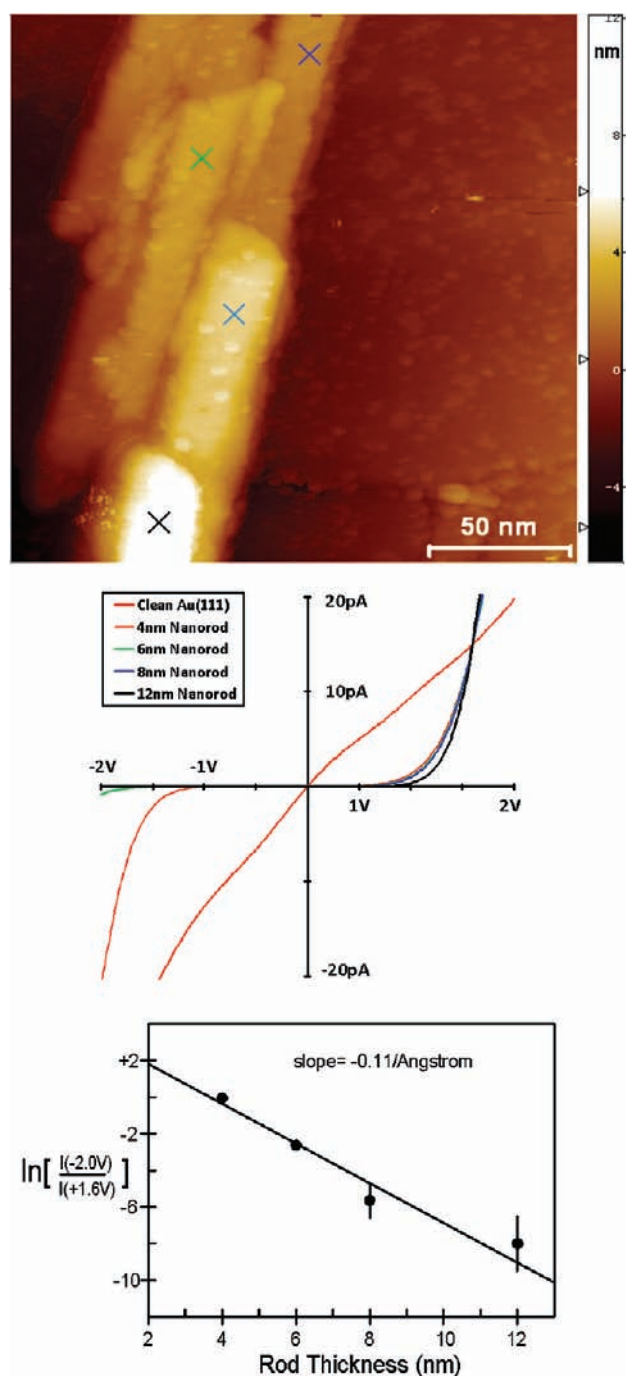 12
nm
8
4
0
-4
50 nm
Clean Au(111)
4nm Nanorod
6nm Nanorod
8nm Nanorod
12nm Nanorod
20pA
10pA
-2V -1V 1V 2V
-20pA
+2
-2
-6
-10
slope= -0.11/Angstrom
ln[ I(-2.0V) / I(+1.6V) ]
2 4 6 8 10 12
Rod Thickness (nm)